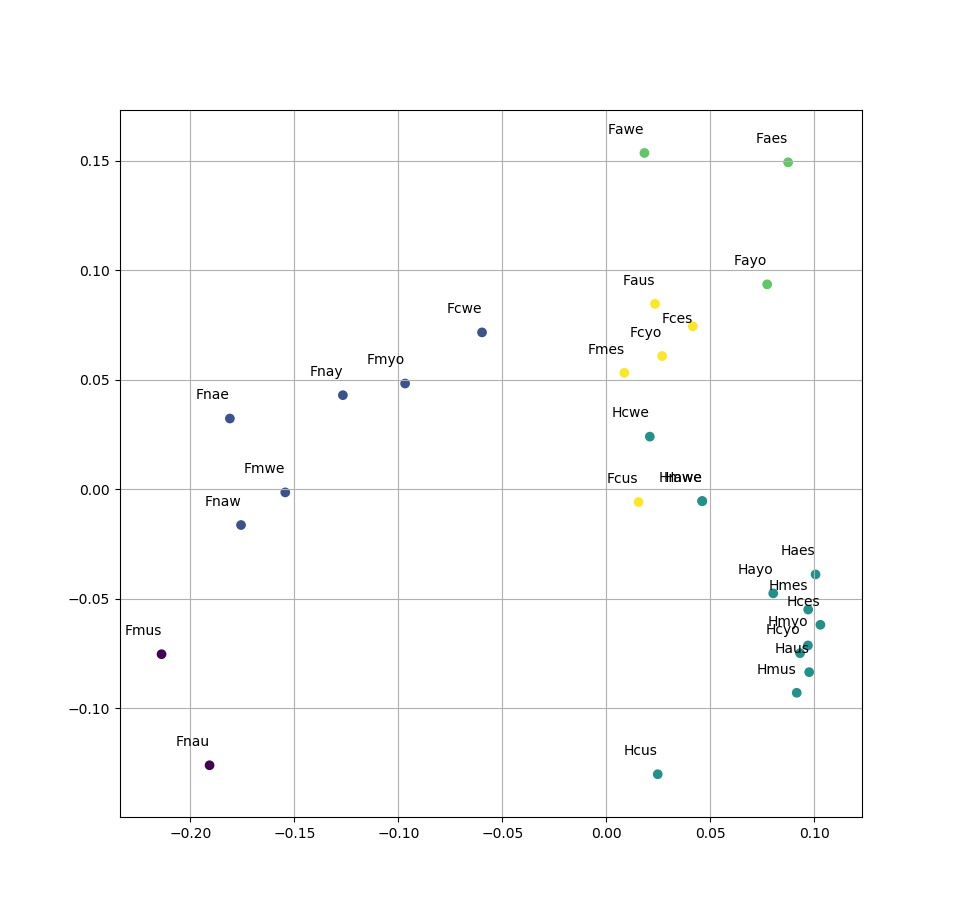 Fawe
Faes
0.15
Fayo
0.10
Faus
Fcwe
Fces
Fcyo
Fmes
Fmyo
Fnay
0.05
Fnae
Hcwe
Fmwe
Fcus
Hmwe
Hawe
0.00
Fnaw
Haes
Hayo
Hmes
−0.05
Hces
Hmyo
Hcyo
Fmus
Haus
Hmus
−0.10
Fnau
Hcus
−0.20 −0.15 −0.10 −0.05 0.00 0.05 0.10